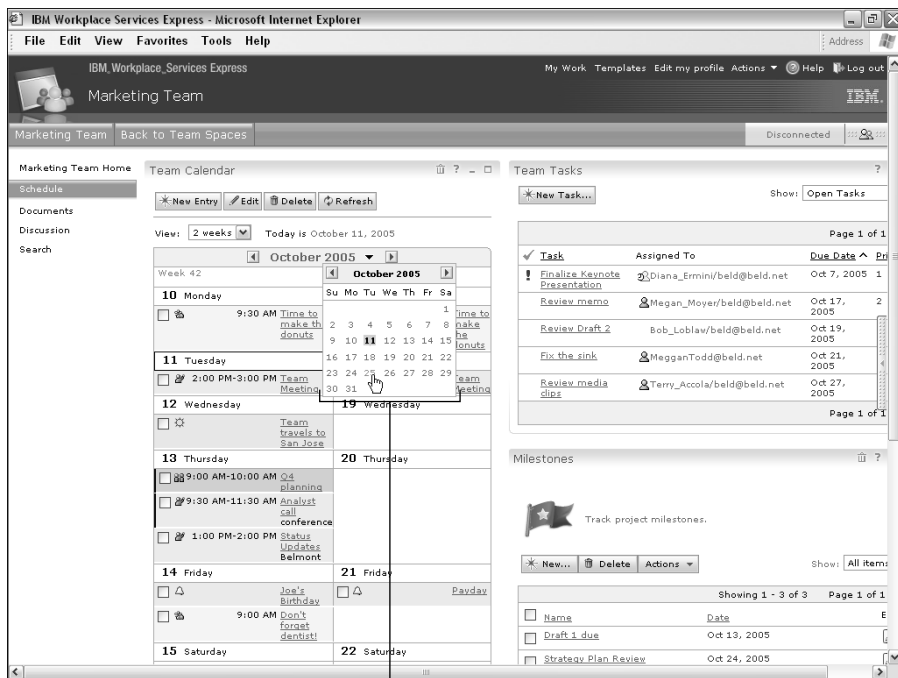 IBM Workplace Services Express - Microsoft Internet Explorer
File Edit View Favorites Tools Help
Address
IBM Workplace Services Express
My Work Templates Edit my profile Actions Help Log out
Marketing Team
IBM.
Marketing Team Back to Team Spaces
Disconnected
Marketing Team Home
Schedule
Documents
Discussion
Search
Team Calendar
? _
New Entry Edit Delete Refresh
View: 2 weeks Today is October 11, 2005
October 2005
Week 42
October 2005
Su Mo Tu We Th Fr Sa
1
2 3 4 5 6 7 8
9 10 11 12 13 14 15
16 17 18 19 20 21 22
23 24 25 26 27 28 29
30 31
10 Monday
9:30 AM Time to
make th
donuts
ime to
make
he
onuts
11 Tuesday
2:00 PM-3:00 PM Team
Meeting
eam
eeting
12 Wednesday
19 Wednesday
Team
travels to
San Jose
13 Thursday
20 Thursday
9:00 AM-10:00 AM Q4
planning
9:30 AM-11:30 AM Analyst
call
conference
1:00 PM-2:00 PM Status
Updates
Belmont
14 Friday
21 Friday
Joe's
Birthday
Payday
9:00 AM Don't
forget
dentist!
15 Saturday
22 Saturday
Team Tasks
?
New Task...
Show: Open Tasks
Page 1 of 1
Task Assigned To Due Date Pri
! Finalize Keynote
Presentation
Diana_Ermini/beld@beld.net Oct 7, 2005 1
Review memo Megan_Moyer/beld@beld.net Oct 17,
2005
2
Review Draft 2 Bob_Loblaw/beld@beld.net Oct 19,
2005
Fix the sink MegganTodd@beld.net Oct 21,
2005
Review media
clips
Terry_Accola/beld@beld.net Oct 27,
2005
Page 1 of 1
Milestones
?
Track project milestones.
New... Delete Actions
Show: All items
Showing 1 - 3 of 3 Page 1 of 1
Name Date E
Draft 1 due Oct 13, 2005
Strategy Plan Review Oct 24, 2005